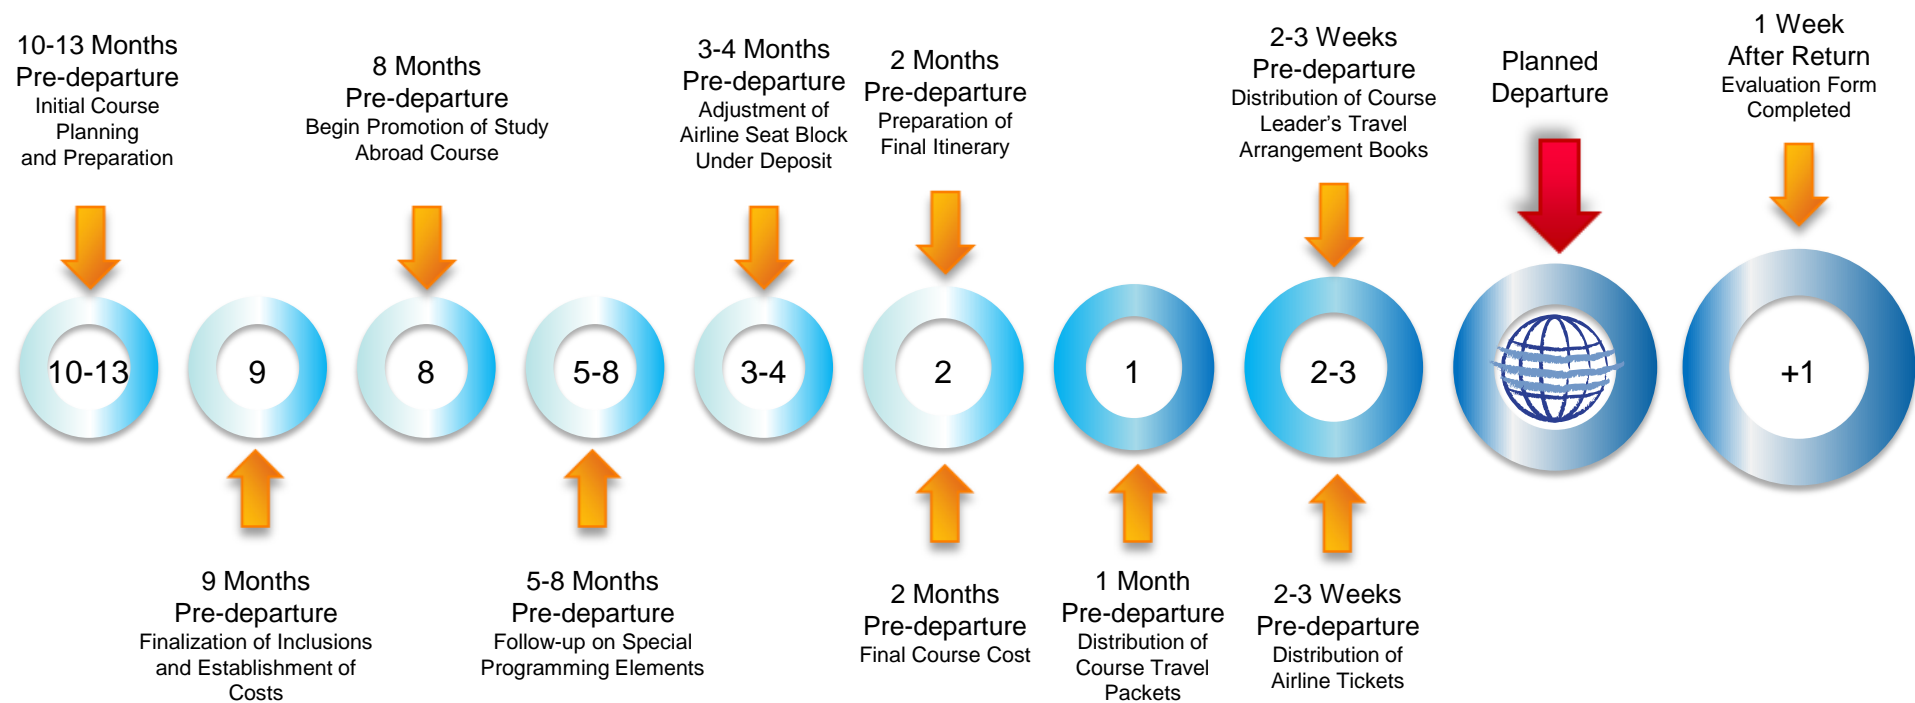 10-13 Months
Pre-departure
Initial Course
Planning
and Preparation
8 Months
Pre-departure
Begin Promotion of Study
Abroad Course
3-4 Months
Pre-departure
Adjustment of
Airline Seat Block
Under Deposit
2 Months
Pre-departure
Preparation of
Final Itinerary
2-3 Weeks
Pre-departure
Distribution of Course
Leader's Travel
Arrangement Books
Planned
Departure
1 Week
After Return
Evaluation Form
Completed
10-13
9
8
5-8
3-4
2
1
2-3
+1
9 Months
Pre-departure
Finalization of Inclusions
and Establishment of
Costs
5-8 Months
Pre-departure
Follow-up on Special
Programming Elements
2 Months
Pre-departure
Final Course Cost
1 Month
Pre-departure
Distribution of
Course Travel
Packets
2-3 Weeks
Pre-departure
Distribution of
Airline Tickets